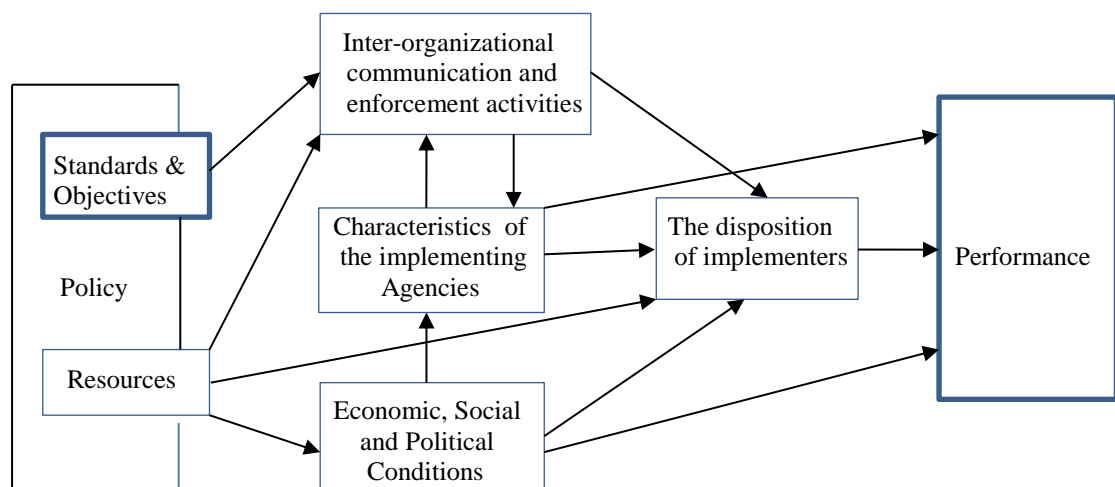 Inter-organizational
communication and
enforcement activities
Standards &
Objectives
Characteristics of
the implementing
Agencies
The disposition
of implementers
Performance
Policy
Resources
Economic, Social
and Political
Conditions